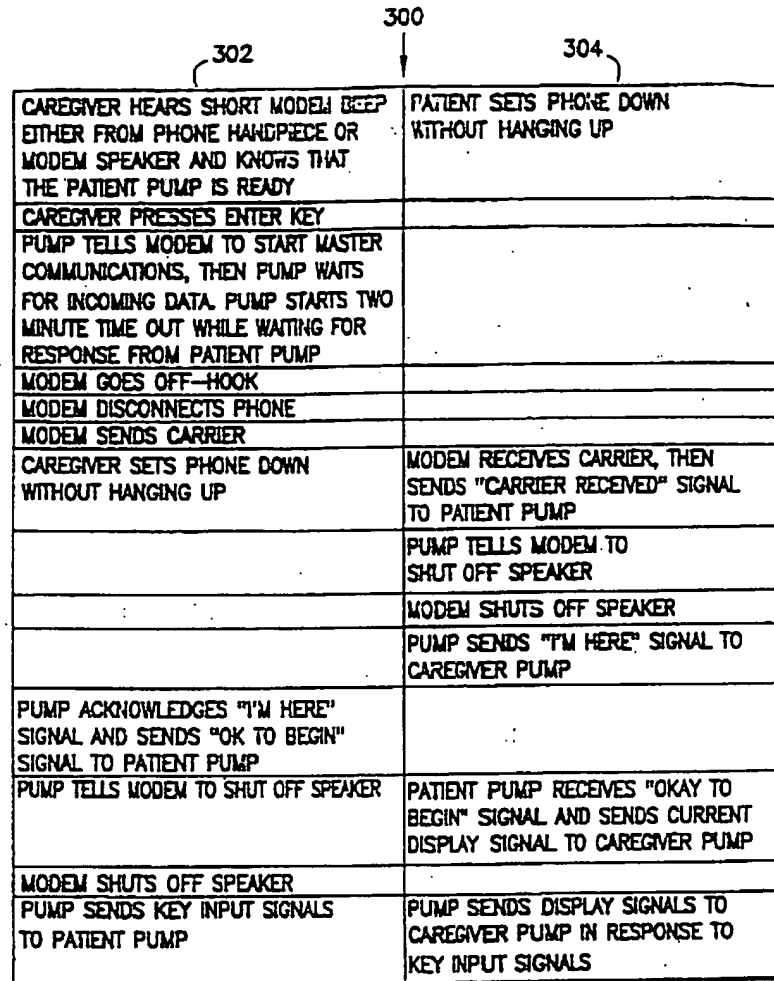 300
302
304
CAREGIVER HEARS SHORT MODEM BEEP
EITHER FROM PHONE HANDPIECE OR
MODEM SPEAKER AND KNOWS THAT
THE PATIENT PUMP IS READY
PATIENT SETS PHONE DOWN
WITHOUT HANGING UP
CAREGIVER PRESSES ENTER KEY
PUMP TELLS MODEM TO START MASTER
COMMUNICATIONS, THEN PUMP WAITS
FOR INCOMING DATA. PUMP STARTS TWO
MINUTE TIME OUT WHILE WAITING FOR
RESPONSE FROM PATIENT PUMP
MODEM GOES OFF-HOOK
MODEM DISCONNECTS PHONE
MODEM SENDS CARRIER
CAREGIVER SETS PHONE DOWN
WITHOUT HANGING UP
MODEM RECEIVES CARRIER, THEN
SENDS "CARRIER RECEIVED" SIGNAL
TO PATIENT PUMP
PUMP TELLS MODEM TO
SHUT OFF SPEAKER
MODEM SHUTS OFF SPEAKER
PUMP SENDS "I'M HERE" SIGNAL TO
CAREGIVER PUMP
PUMP ACKNOWLEDGES "I'M HERE"
SIGNAL AND SENDS "OK TO BEGIN"
SIGNAL TO PATIENT PUMP
PUMP TELLS MODEM TO SHUT OFF SPEAKER
PATIENT PUMP RECEIVES "OKAY TO
BEGIN" SIGNAL AND SENDS CURRENT
DISPLAY SIGNAL TO CAREGIVER PUMP
MODEM SHUTS OFF SPEAKER
PUMP SENDS KEY INPUT SIGNALS
TO PATIENT PUMP
PUMP SENDS DISPLAY SIGNALS TO
CAREGIVER PUMP IN RESPONSE TO
KEY INPUT SIGNALS